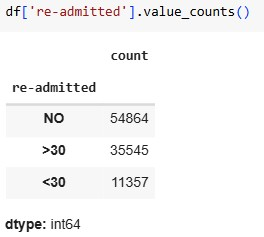 df['re-admitted'].value_counts()
count
re-admitted
NO 54864
>30 35545
<30 11357
dtype: int64